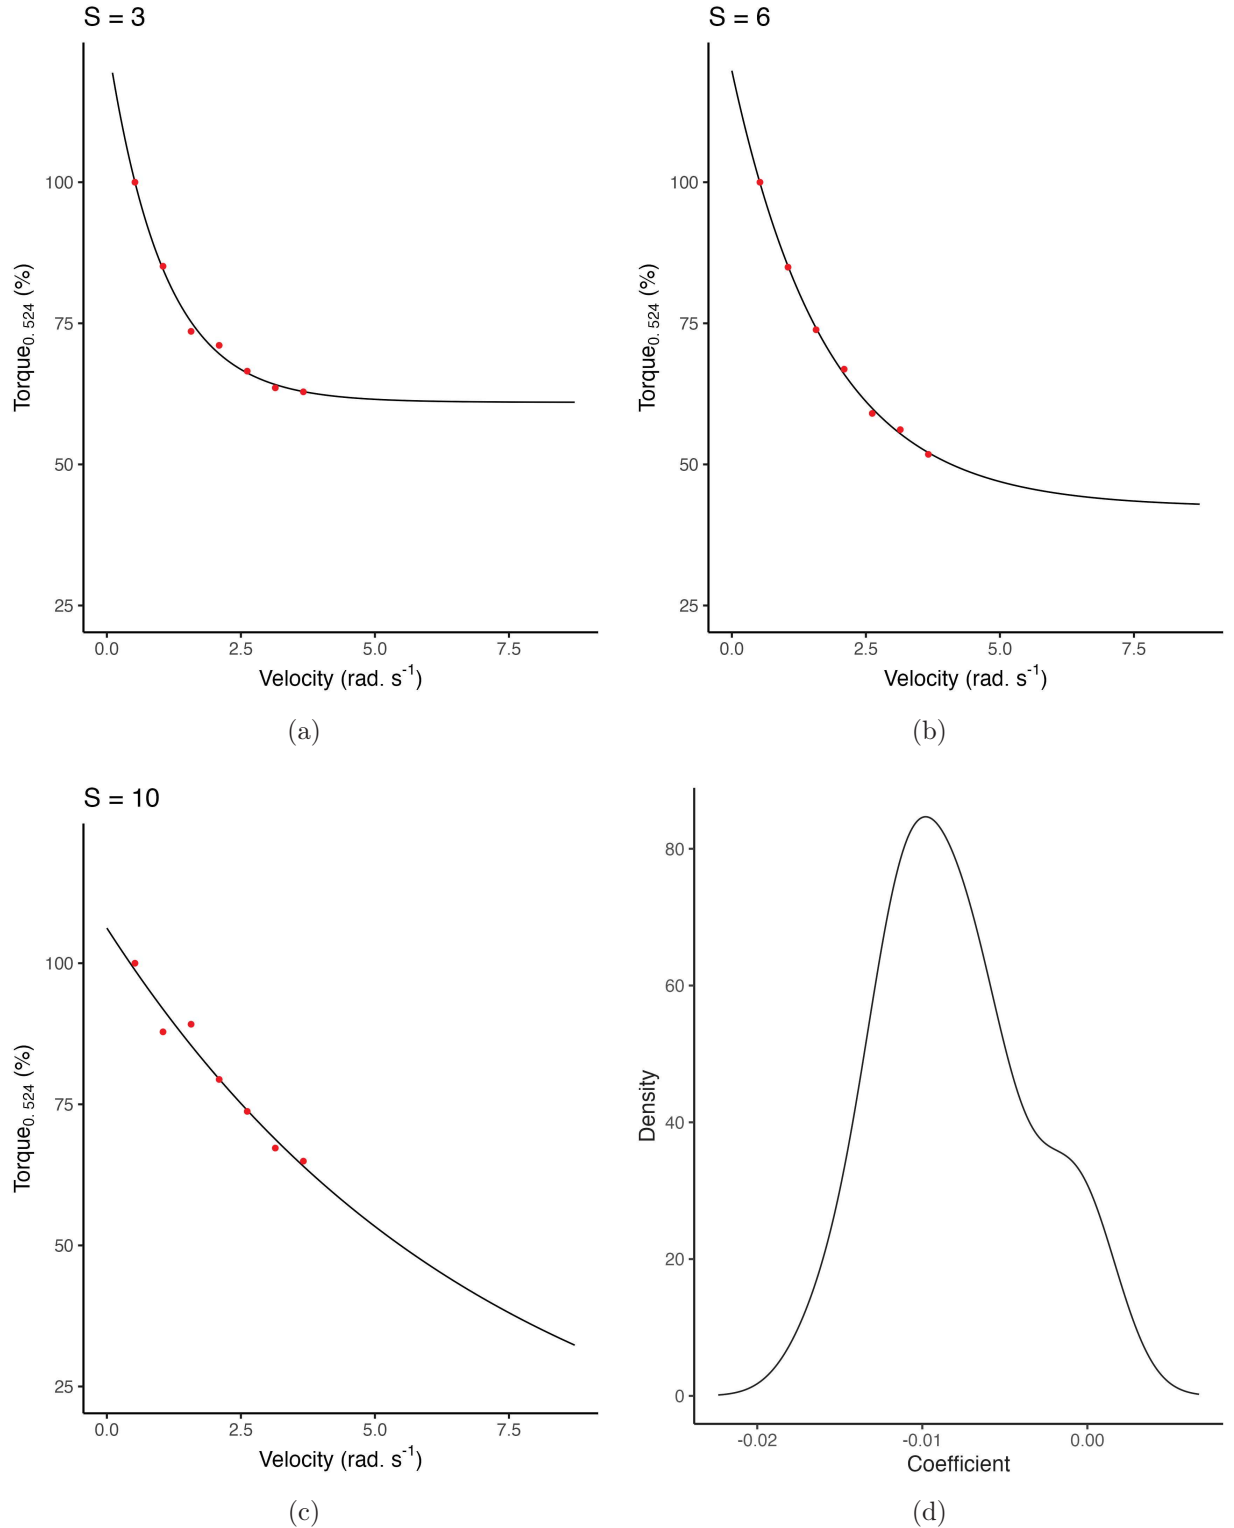 S = 3
100
75
50
25
Torque0. 524 (%)
0.0 2.5 5.0 7.5
Velocity (rad. s-1)
(a)
S = 6
100
75
50
25
Torque0. 524 (%)
0.0 2.5 5.0 7.5
Velocity (rad. s-1)
(b)
S = 10
100
75
50
25
Torque0. 524 (%)
0.0 2.5 5.0 7.5
Velocity (rad. s-1)
(c)
80
60
40
20
0
Density
-0.02 -0.01 0.00
Coefficient
(d)